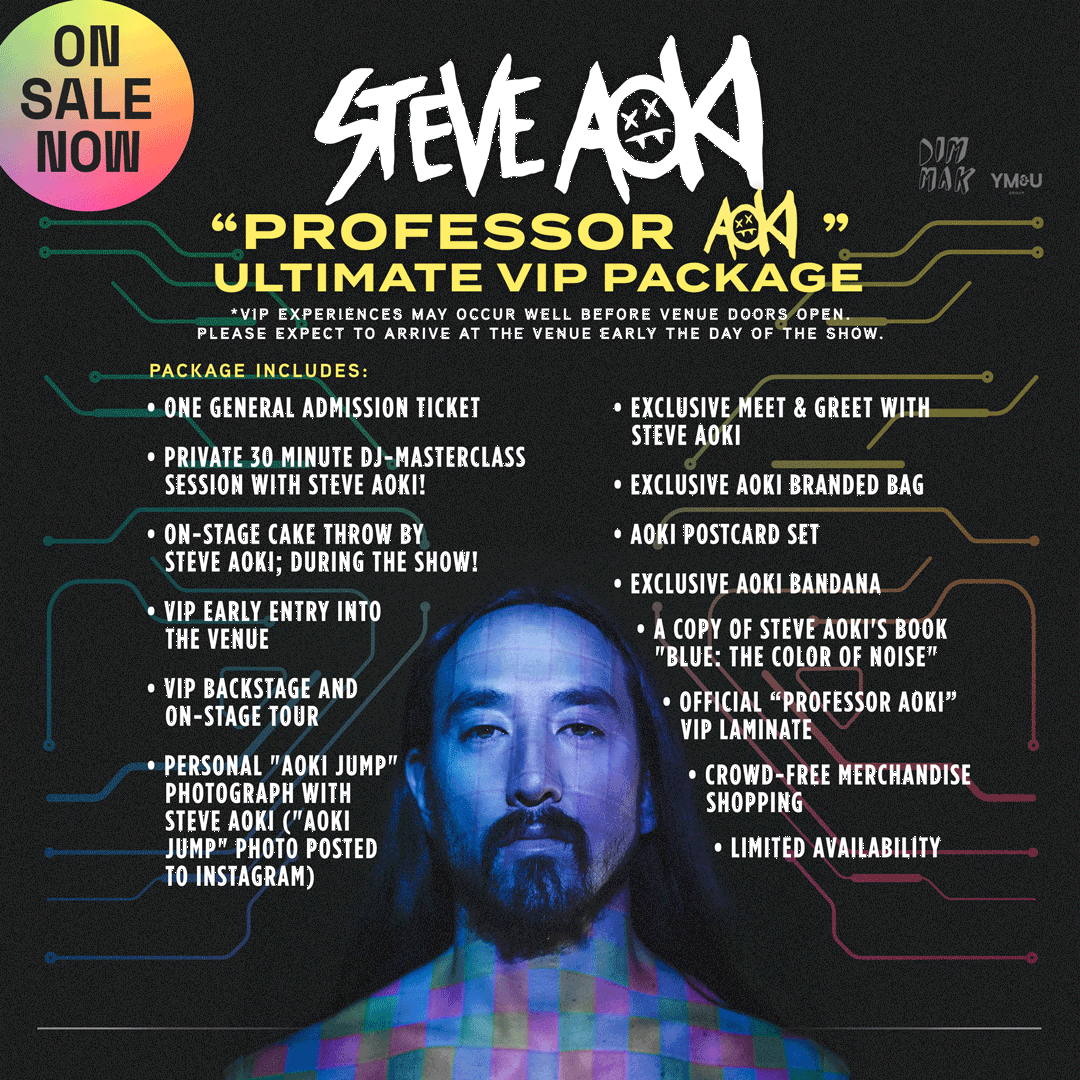 ON
SALE
NOW
STEVE AOKI
DIM
MAK
YM&U
GROUP
“PROFESSOR AOKI ”
ULTIMATE VIP PACKAGE
*VIP EXPERIENCES MAY OCCUR WELL BEFORE VENUE DOORS OPEN.
PLEASE EXPECT TO ARRIVE AT THE VENUE EARLY THE DAY OF THE SHOW.
PACKAGE INCLUDES:
• ONE GENERAL ADMISSION TICKET
• PRIVATE 30 MINUTE DJ-MASTERCLASS
SESSION WITH STEVE AOKI!
• ON-STAGE CAKE THROW BY
STEVE AOKI; DURING THE SHOW!
• VIP EARLY ENTRY INTO
THE VENUE
• VIP BACKSTAGE AND
ON-STAGE TOUR
• PERSONAL "AOKI JUMP"
PHOTOGRAPH WITH
STEVE AOKI ("AOKI
JUMP" PHOTO POSTED
TO INSTAGRAM)
• EXCLUSIVE MEET & GREET WITH
STEVE AOKI
• EXCLUSIVE AOKI BRANDED BAG
• AOKI POSTCARD SET
• EXCLUSIVE AOKI BANDANA
• A COPY OF STEVE AOKI'S BOOK
"BLUE: THE COLOR OF NOISE"
• OFFICIAL “PROFESSOR AOKI”
VIP LAMINATE
• CROWD-FREE MERCHANDISE
SHOPPING
• LIMITED AVAILABILITY